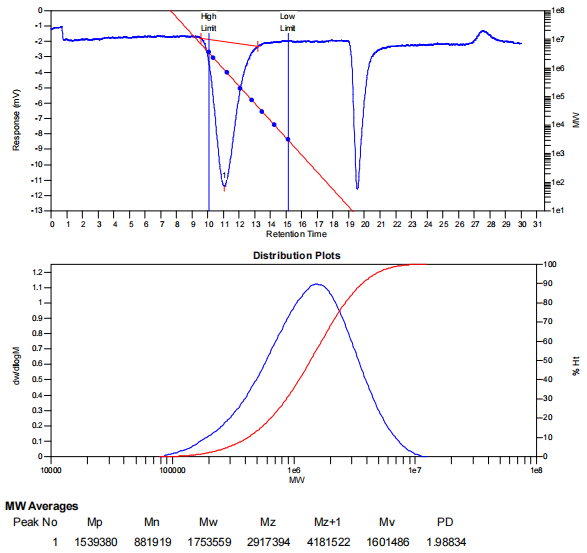 0
-1
-2
-3
-4
-5
-6
-7
-8
-9
-10
-11
-12
-13
Response (mV)
High Limit
Low Limit
1
1e8
1e7
1e6
1e5
1e4
1e3
1e2
1e1
MW
0 1 2 3 4 5 6 7 8 9 10 11 12 13 14 15 16 17 18 19 20 21 22 23 24 25 26 27 28 29 30 31
Retention Time
Distribution Plots
1.2
1.1
1
0.9
0.8
0.7
0.6
0.5
0.4
0.3
0.2
0.1
0
dw/dlogM
100
90
80
70
60
50
40
30
20
10
0
% Ht
10000 100000 1e6 1e7 1e8
MW
MW Averages
Peak No Mp Mn Mw Mz Mz+1 Mv PD
1 1539380 881919 1753559 2917394 4181522 1601486 1.98834